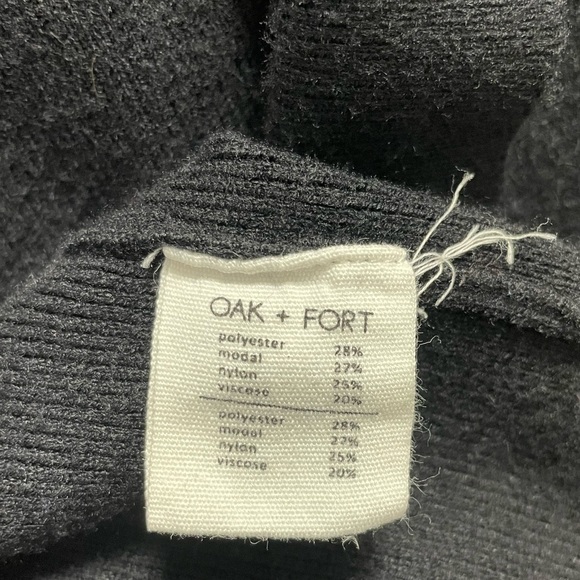 OAK + FORT
polyester 28%
modal 27%
nylon 25%
viscose 20%
polyester 28%
modal 27%
nylon 25%
viscose 20%